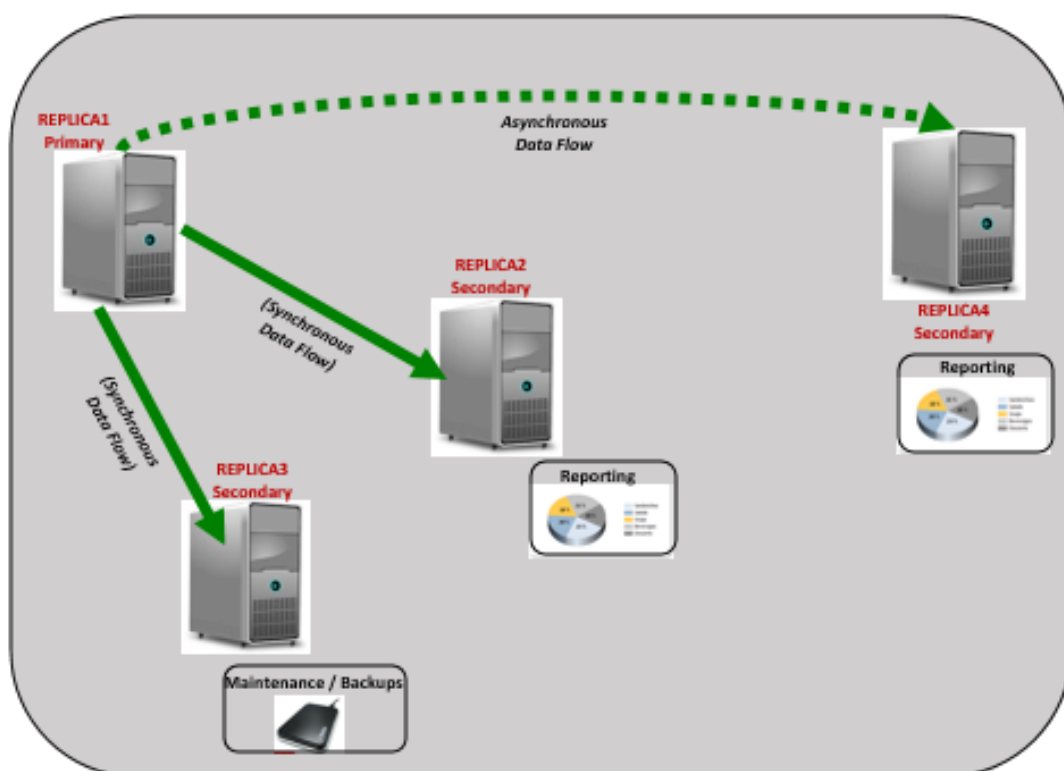 REPLICA1
Primary
Asynchronous
Data Flow
REPLICA2
Secondary
(Synchronous
Data Flow)
REPLICA4
Secondary
Reporting
(Synchronous
Data Flow)
REPLICA3
Secondary
Reporting
Maintenance / Backups